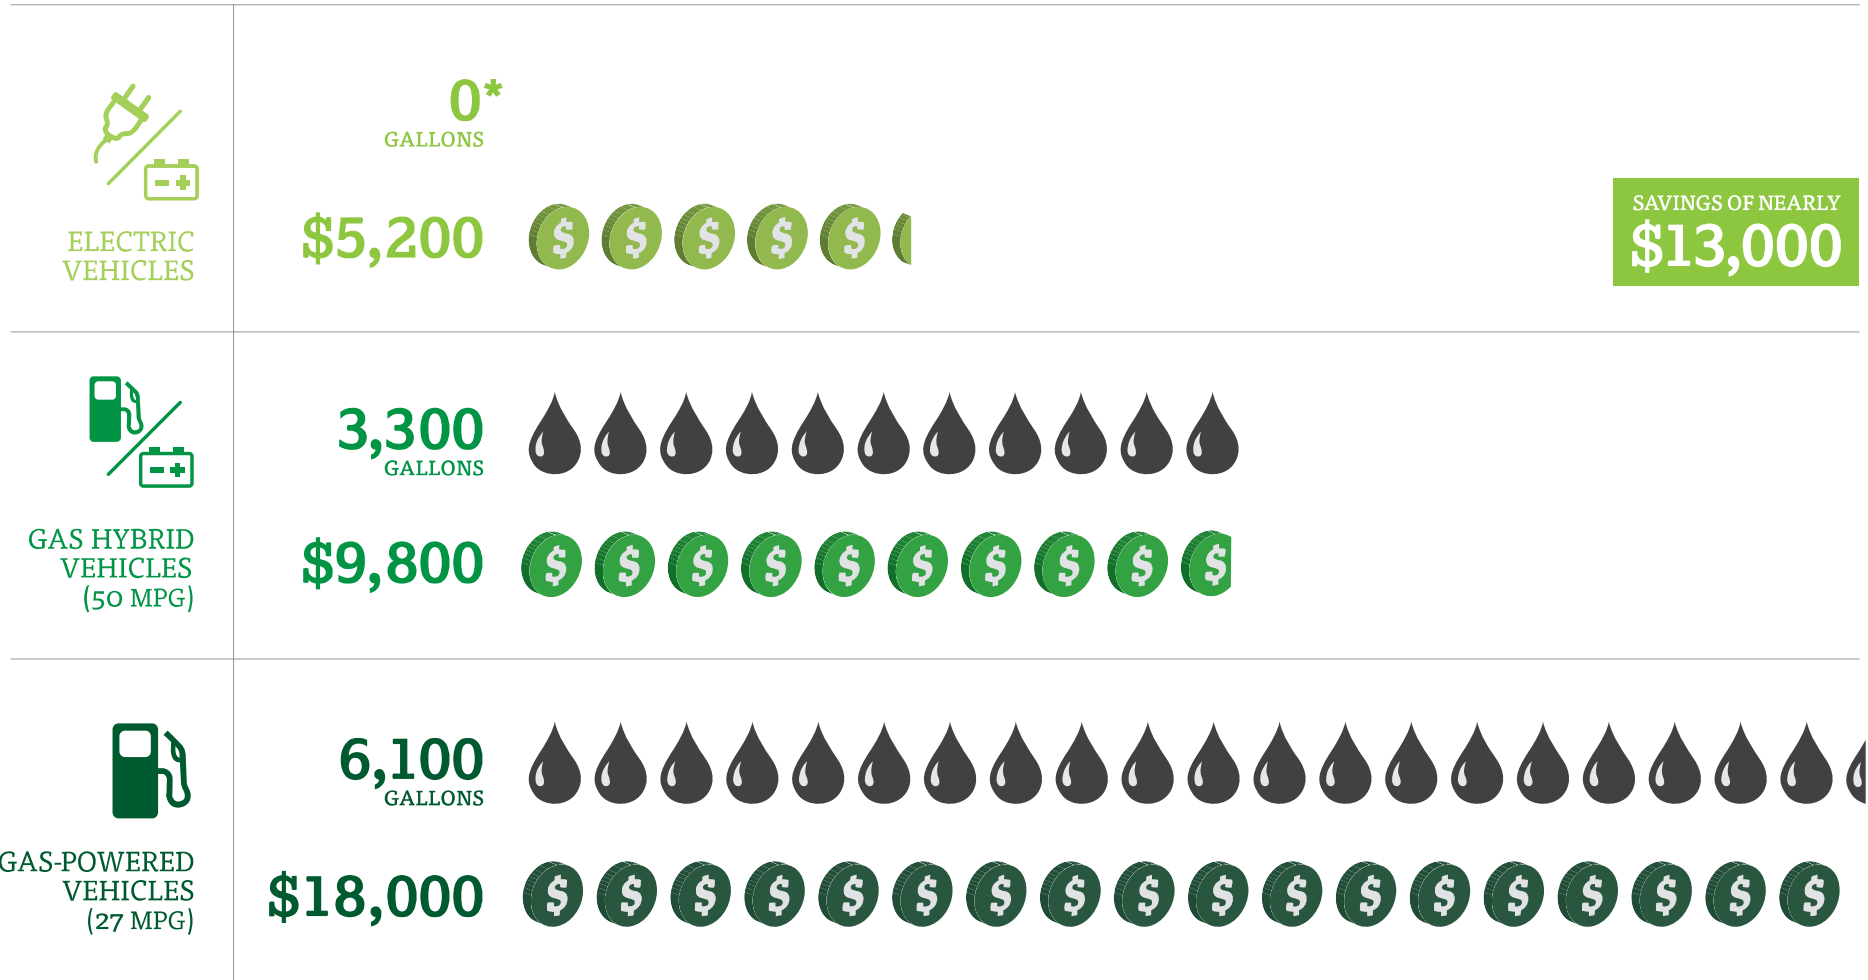 0*
GALLONS
$5,200
ELECTRIC
VEHICLES
SAVINGS OF NEARLY
$13,000
3,300
GALLONS
$9,800
GAS HYBRID
VEHICLES
(50 MPG)
6,100
GALLONS
$18,000
GAS-POWERED
VEHICLES
(27 MPG)